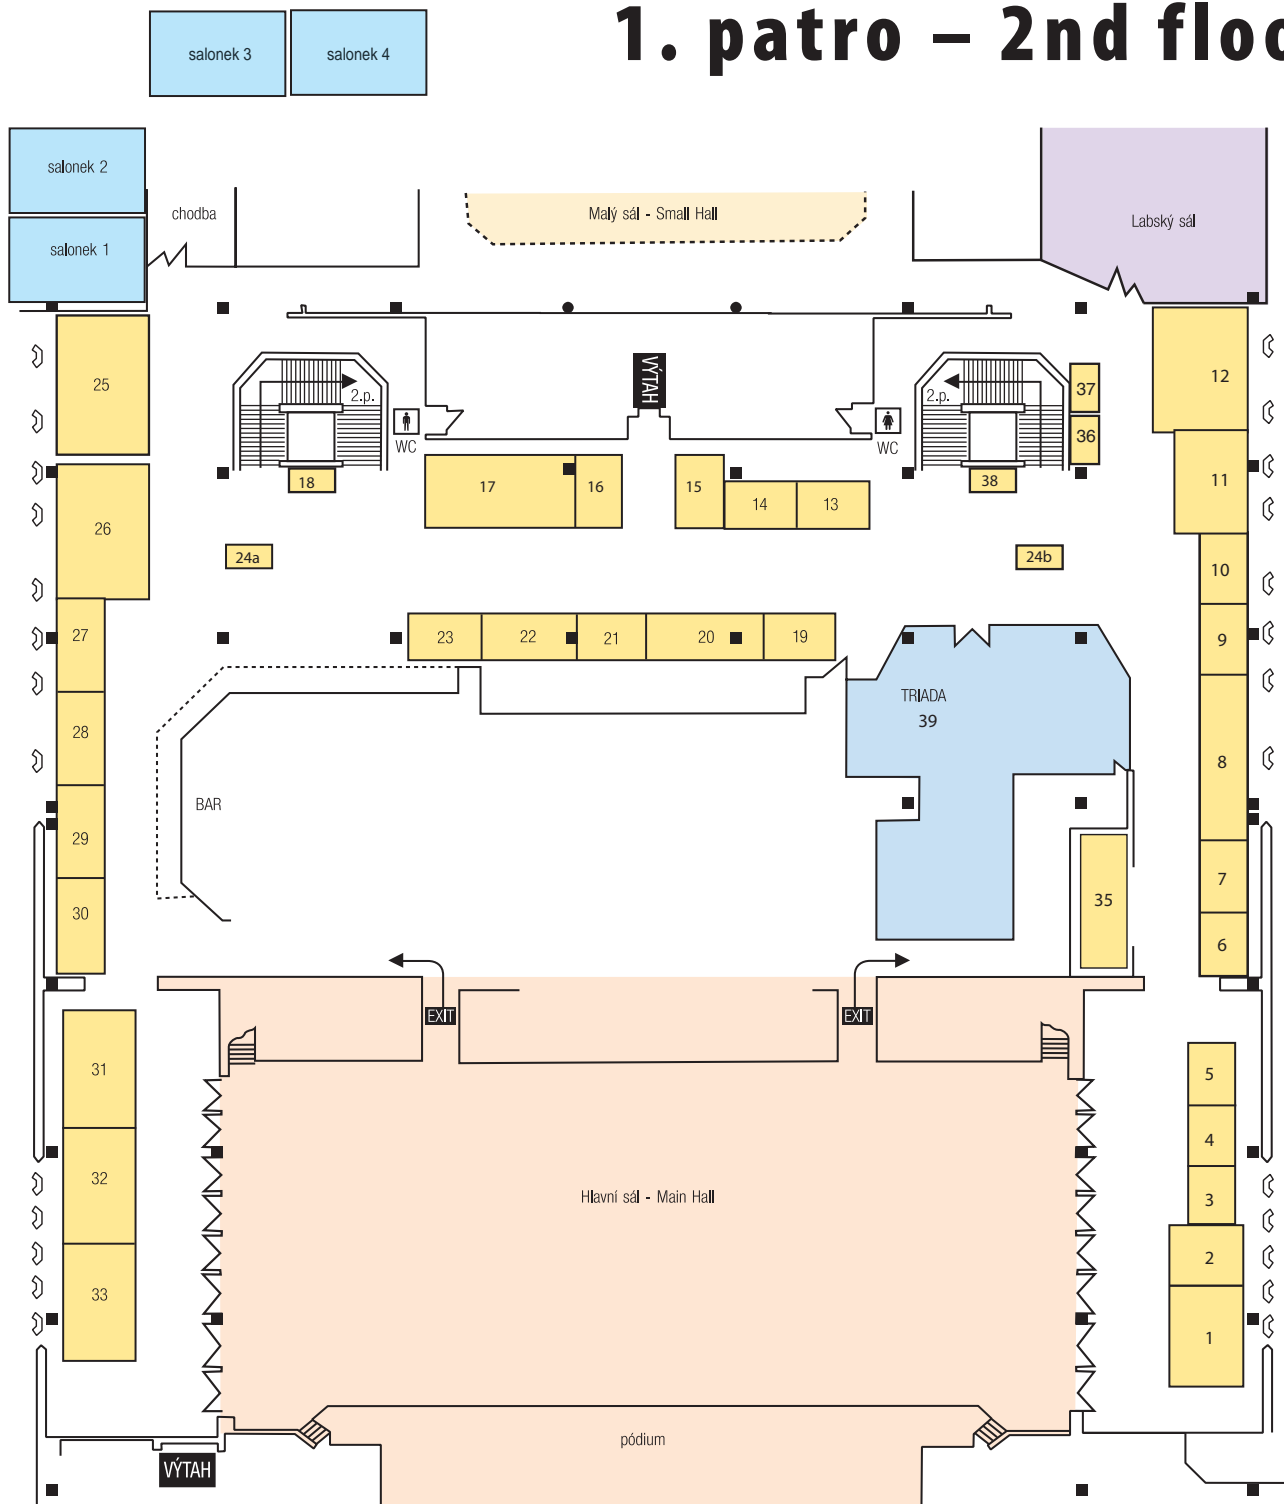 1. patro – 2nd floo
salonek 3
salonek 4
salonek 2
salonek 1
chodba
Malý sál - Small Hall
Labský sál
VÝTAH
2.p.
2.p.
WC
WC
25
12
37
36
11
18
17
16
15
14
13
38
26
24a
24b
10
27
23
22
21
20
19
9
28
TRIADA
39
8
BAR
29
7
35
30
6
EXIT
EXIT
31
5
4
32
Hlavní sál - Main Hall
3
2
33
1
pódium
VÝTAH